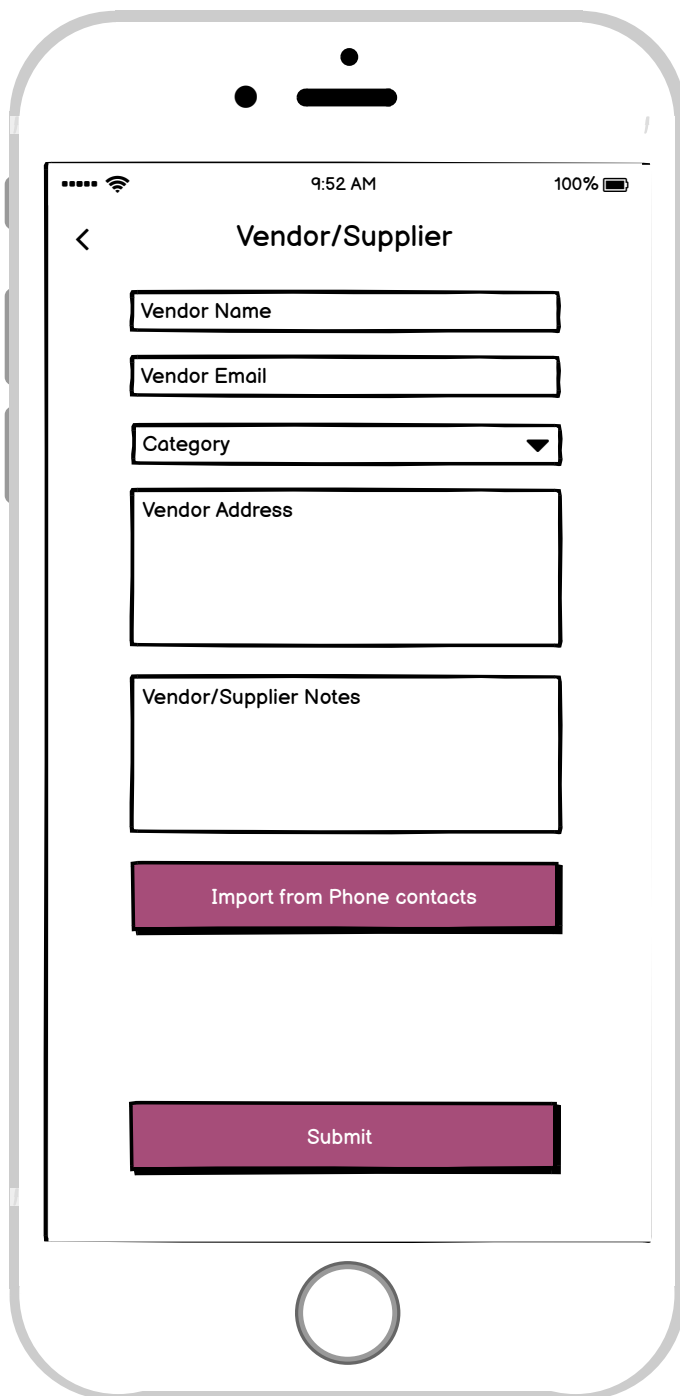 9:52 AM 100%
Vendor/Supplier
Vendor Name
Vendor Email
Category
Vendor Address
Vendor/Supplier Notes
Import from Phone contacts
Submit